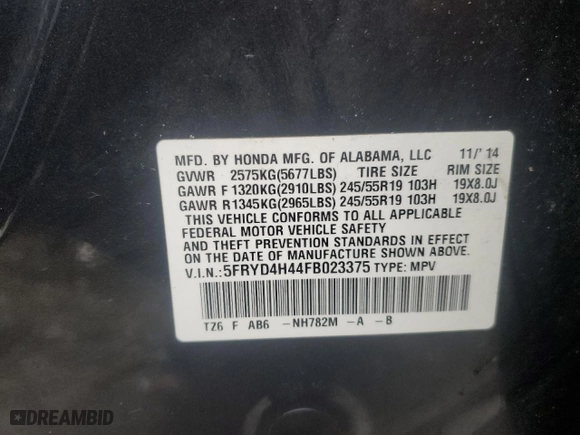 MFD. BY HONDA MFG. OF ALABAMA, LLC 11/'14
GVWR 2575KG(5677LBS) TIRE SIZE RIM SIZE
GAWR F 1320KG(2910LBS) 245/55R19 103H 19X8.0J
GAWR R1345KG(2965LBS) 245/55R19 103H 19X8.0J
THIS VEHICLE CONFORMS TO ALL APPLICABLE
FEDERAL MOTOR VEHICLE SAFETY
AND THEFT PREVENTION STANDARDS IN EFFECT
ON THE DATE OF MANUFACTURE SHOWN ABOVE.
V.I.N.: 5FRYD4H44FB023375 TYPE: MPV
TZ6 F AB6 -NH782M -A -B
DREAMBID